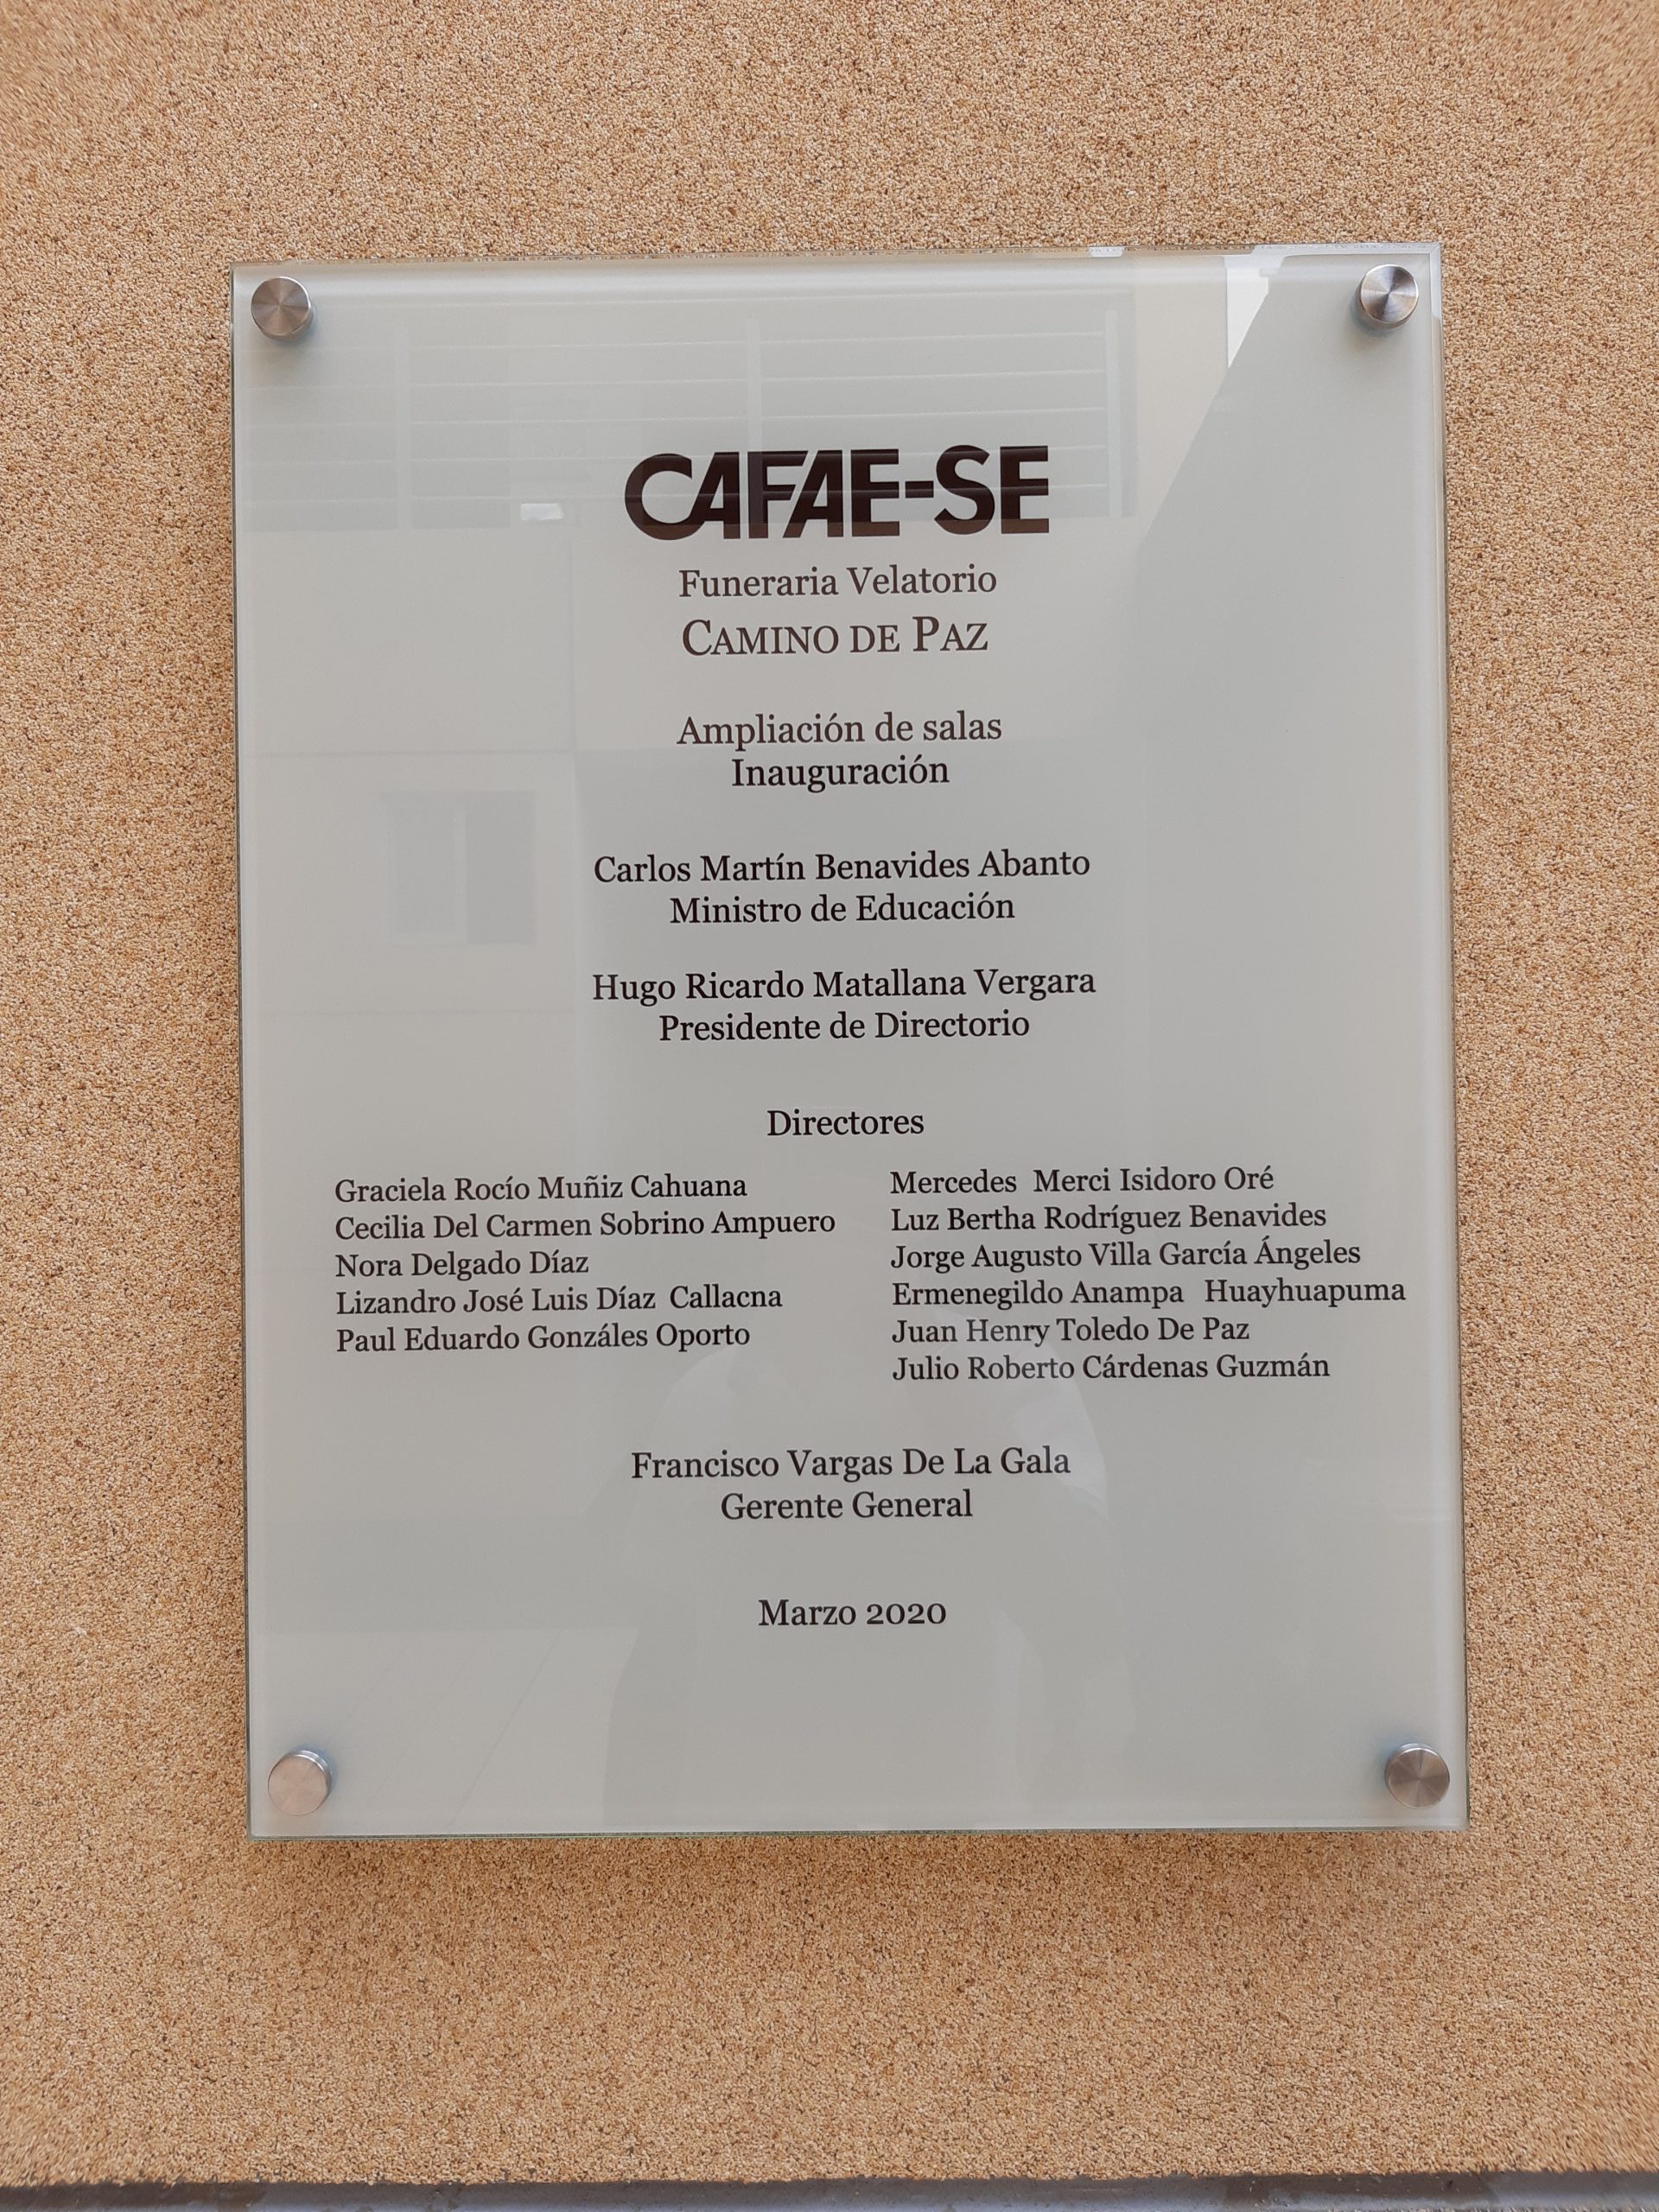 CAFAE-SE
Funeraria Velatorio
CAMINO DE PAZ
Ampliación de salas
Inauguración
Carlos Martín Benavides Abanto
Ministro de Educación
Hugo Ricardo Matallana Vergara
Presidente de Directorio
Directores
Graciela Rocío Muñiz Cahuana
Cecilia Del Carmen Sobrino Ampuero
Nora Delgado Díaz
Lizandro José Luis Díaz Callacna
Paul Eduardo Gonzáles Oporto
Mercedes Merci Isidoro Oré
Luz Bertha Rodríguez Benavides
Jorge Augusto Villa García Ángeles
Ermenegildo Anampa Huayhuapuma
Juan Henry Toledo De Paz
Julio Roberto Cárdenas Guzmán
Francisco Vargas De La Gala
Gerente General
Marzo 2020